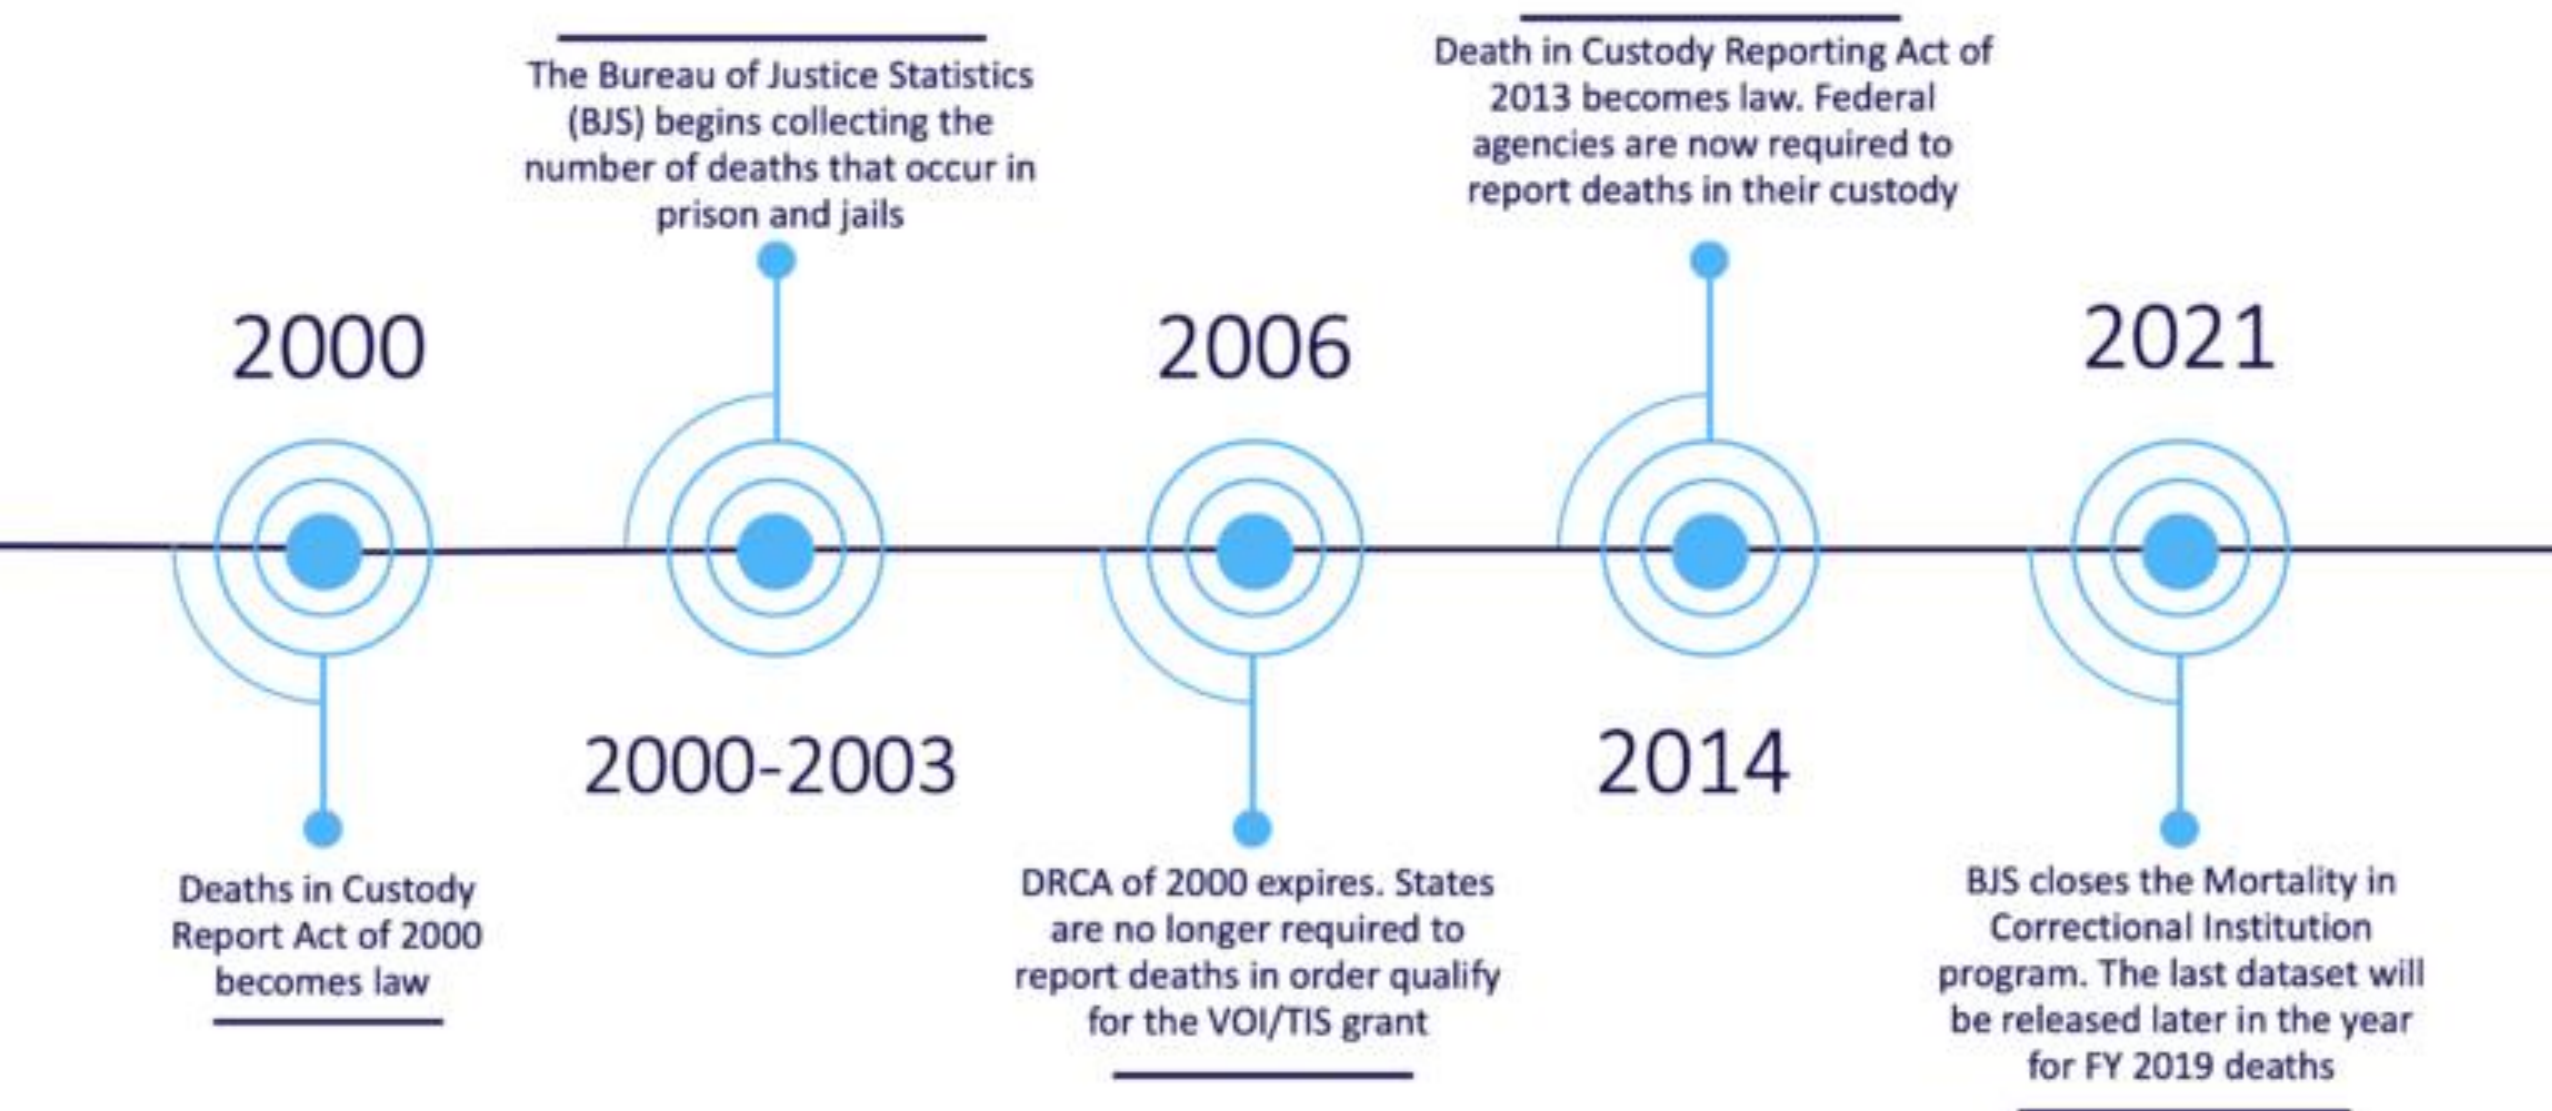 2000
Deaths in Custody
Report Act of 2000
becomes law
The Bureau of Justice Statistics
(BJS) begins collecting the
number of deaths that occur in
prison and jails
2000-2003
2006
DRCA of 2000 expires. States
are no longer required to
report deaths in order qualify
for the VOI/TIS grant
Death in Custody Reporting Act of
2013 becomes law. Federal
agencies are now required to
report deaths in their custody
2014
2021
BJS closes the Mortality in
Correctional Institution
program. The last dataset will
be released later in the year
for FY 2019 deaths